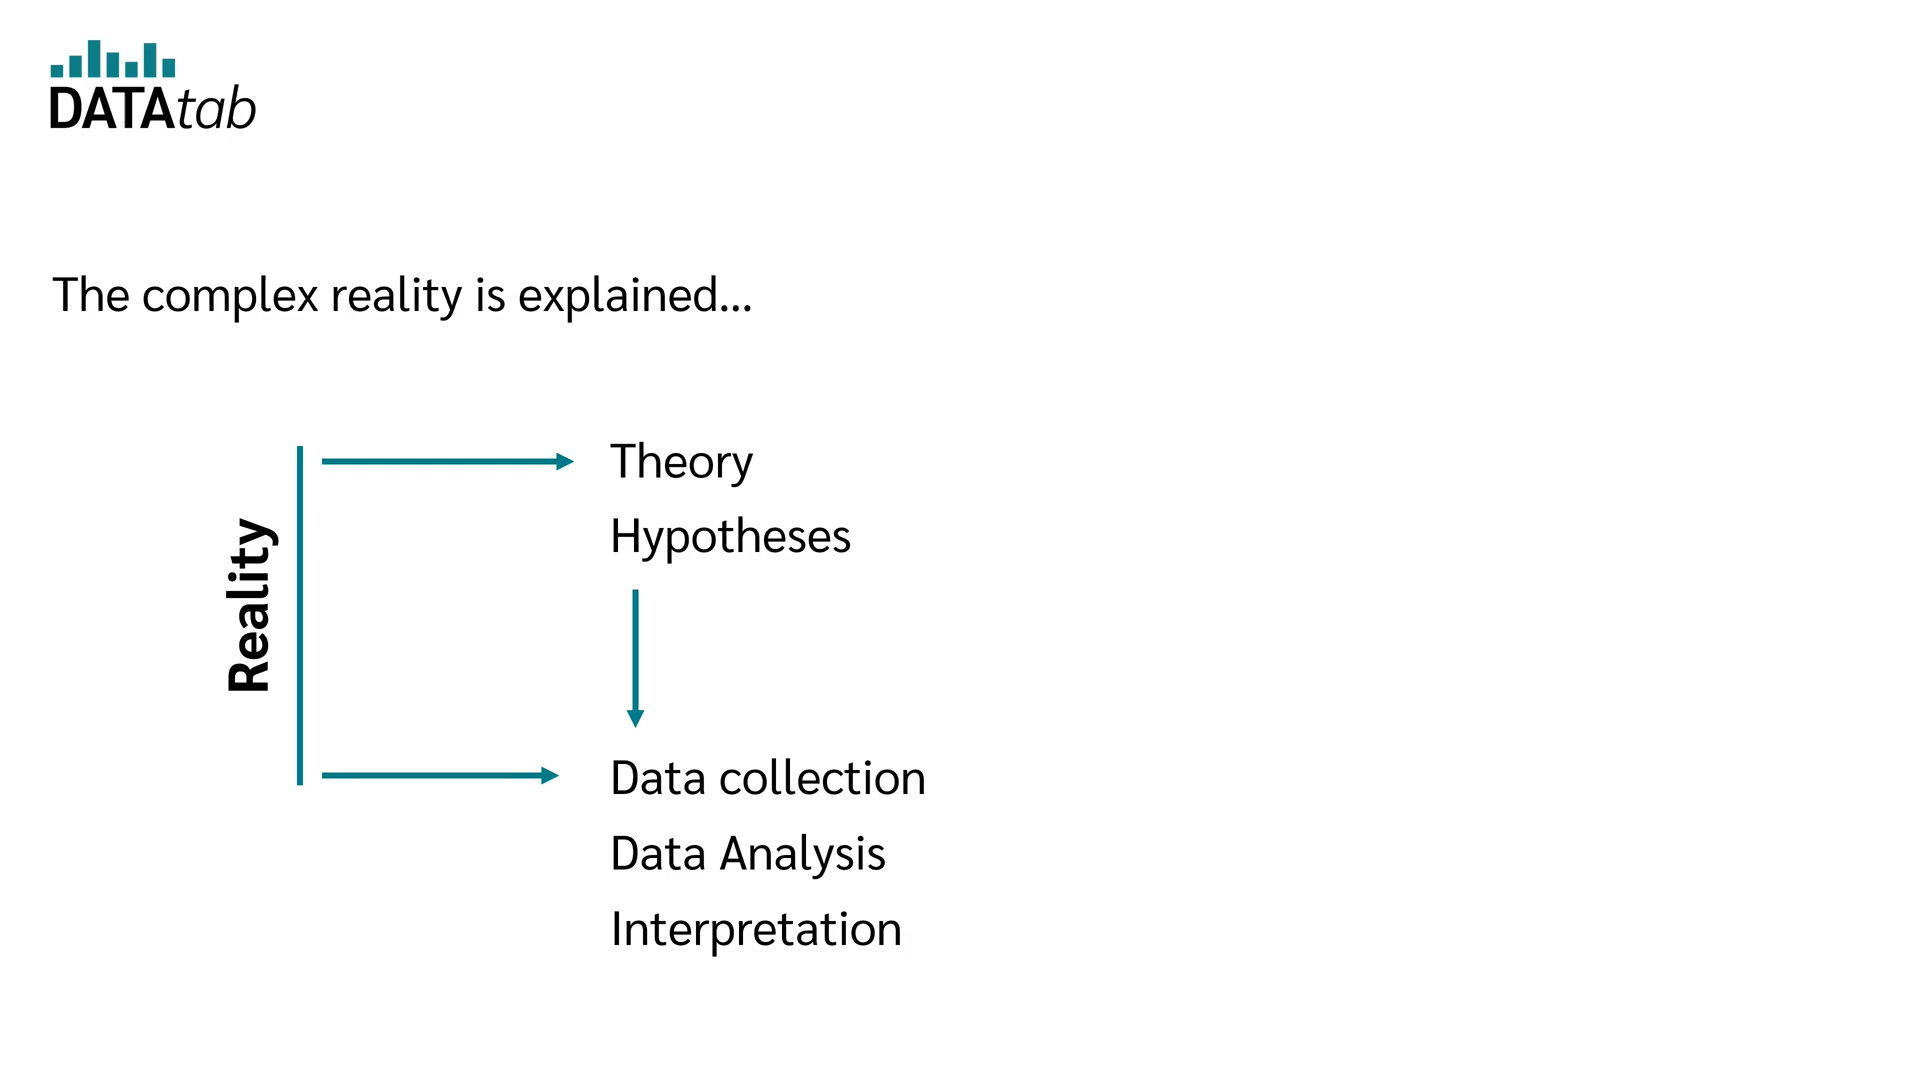 DATAtab
The complex reality is explained...
Reality
Theory
Hypotheses
Data collection
Data Analysis
Interpretation